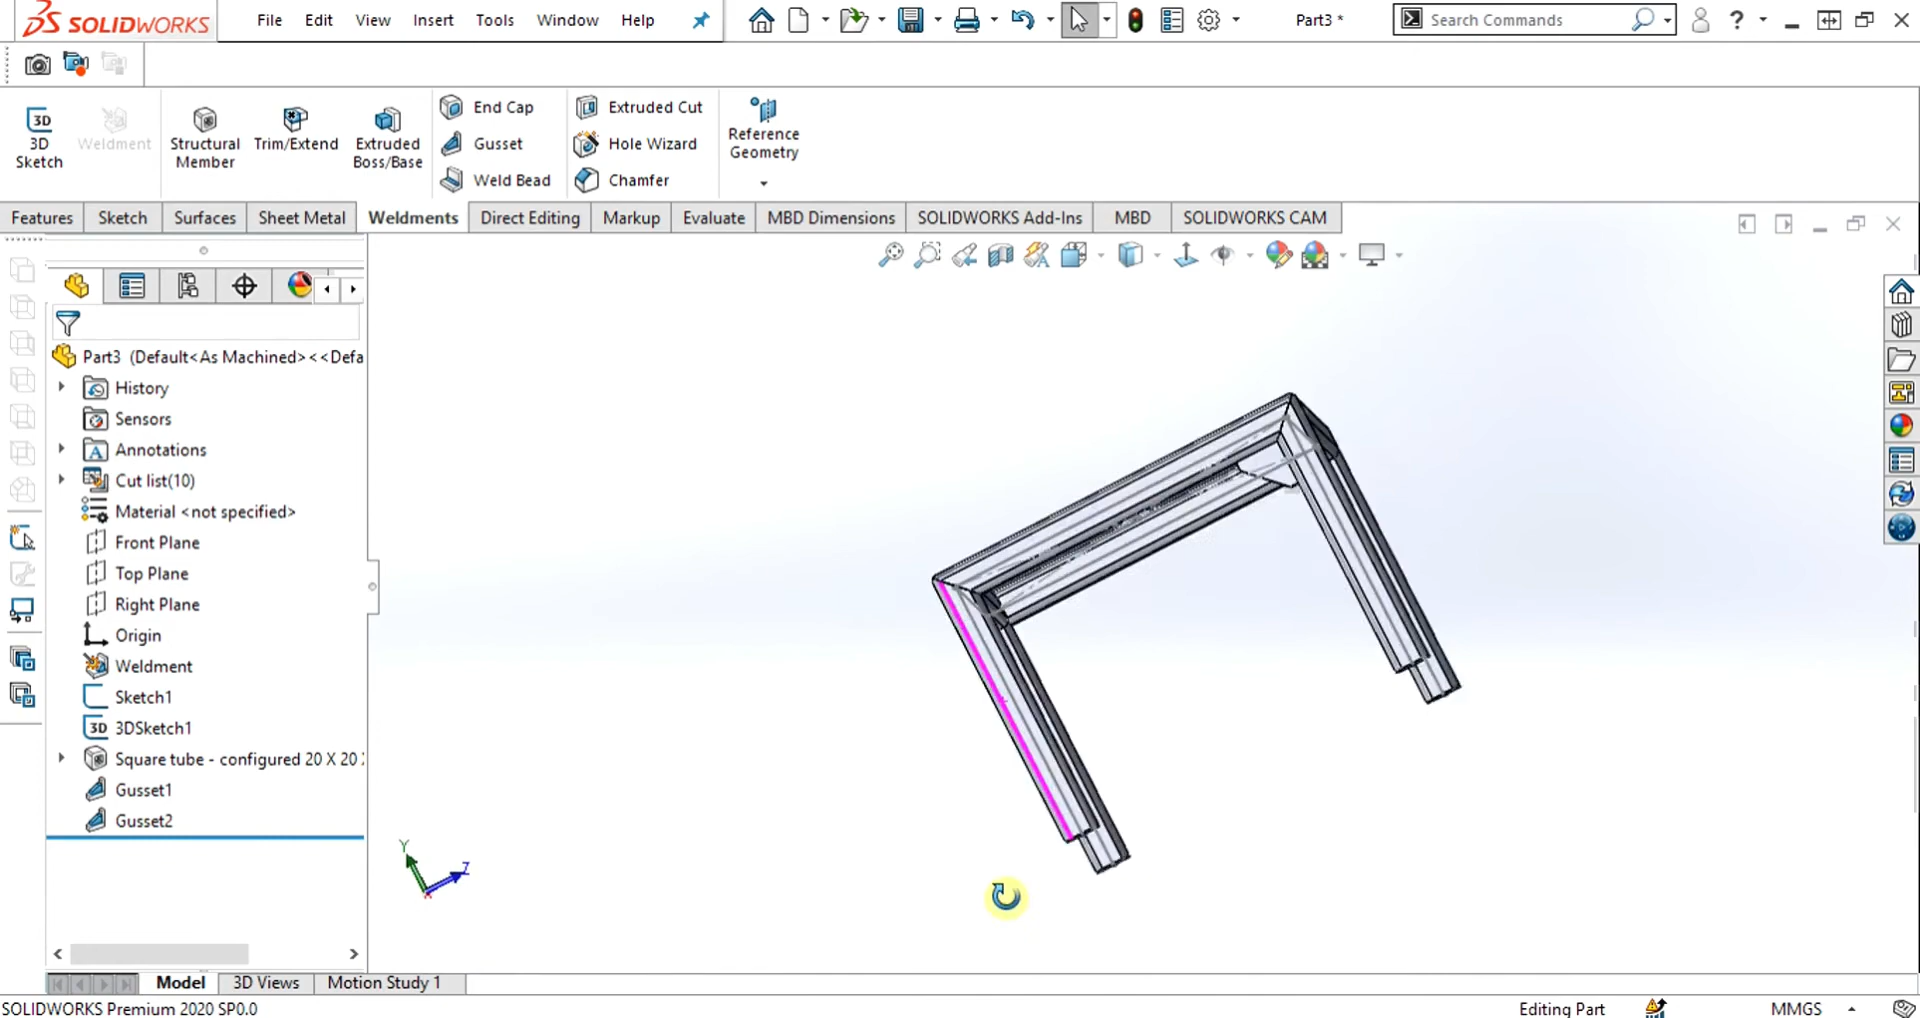 SOLIDWORKS
File Edit View Insert Tools Window Help
Part3 *
Search Commands
?
3D
3D Sketch
Weldment
Structural Member
Trim/Extend
Extruded Boss/Base
End Cap
Gusset
Weld Bead
Extruded Cut
Hole Wizard
Chamfer
Reference Geometry
Features Sketch Surfaces Sheet Metal Weldments Direct Editing Markup Evaluate MBD Dimensions SOLIDWORKS Add-Ins MBD SOLIDWORKS CAM
Part3 (Default<As Machined><<Defa
History
Sensors
A Annotations
Cut list(10)
Material <not specified>
Front Plane
Top Plane
Right Plane
Origin
Weldment
Sketch1
3D 3DSketch1
Square tube - configured 20 X 20
Gusset1
Gusset2
Y
Z
Model 3D Views Motion Study 1
SOLIDWORKS Premium 2020 SP0.0
Editing Part
MMGS